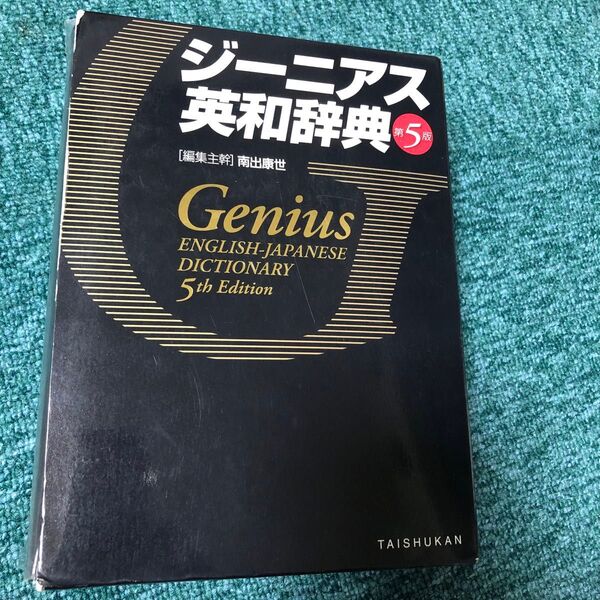 ジーニアス
英和辞典 第5版
[編集主幹] 南出康世
Genius
ENGLISH-JAPANESE
DICTIONARY
5th Edition
TAISHUKAN